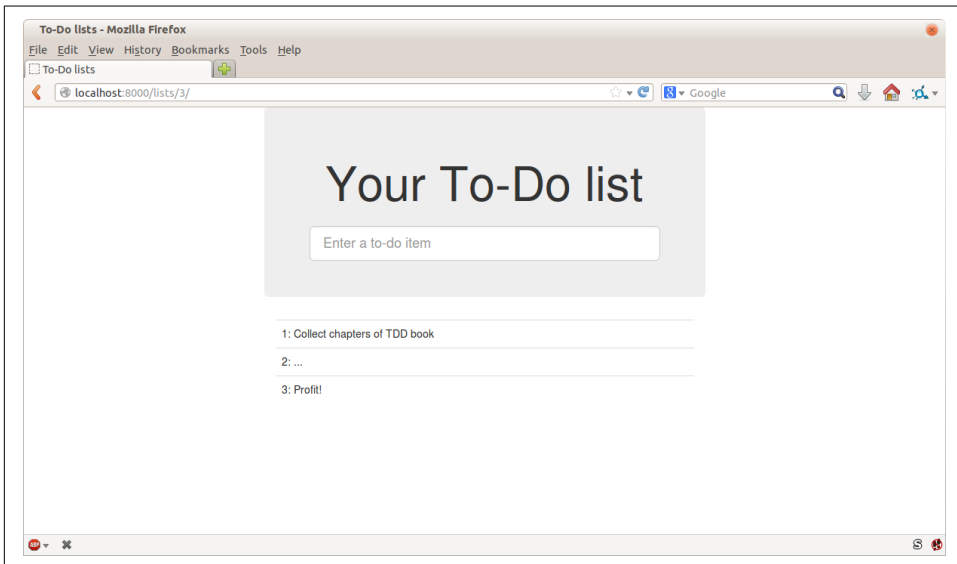 To-Do lists - Mozilla Firefox
File Edit View History Bookmarks Tools Help
To-Do lists
localhost:8000/lists/3/
Google
Your To-Do list
Enter a to-do item
1: Collect chapters of TDD book
2: ...
3: Profit!
ABP
S